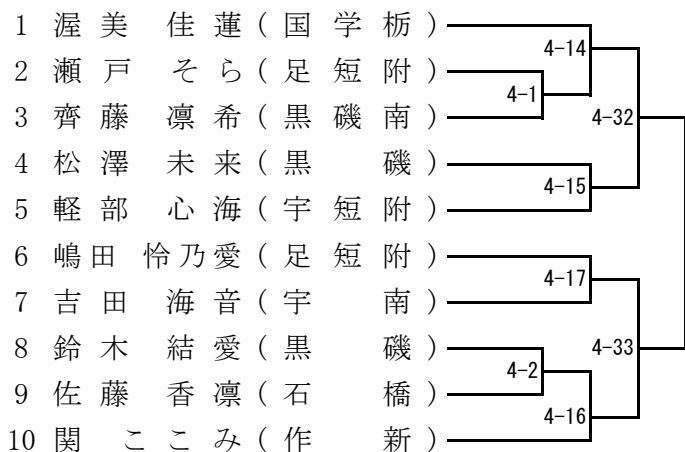 1 渥美 佳蓮(国学栃)
4-14
2 瀬戸 そら(足短附)
4-1
3 齊藤 凛希(黒磯南)
4-32
4 松澤 未来(黒 磯)
4-15
5 軽部 心海(宇短附)
6 嶋田 怜乃愛(足短附)
4-17
7 吉田 海音(宇 南)
8 鈴木 結愛(黒 磯)
4-33
4-2
9 佐藤 香凛(石 橋)
4-16
10 関 ここみ(作 新)